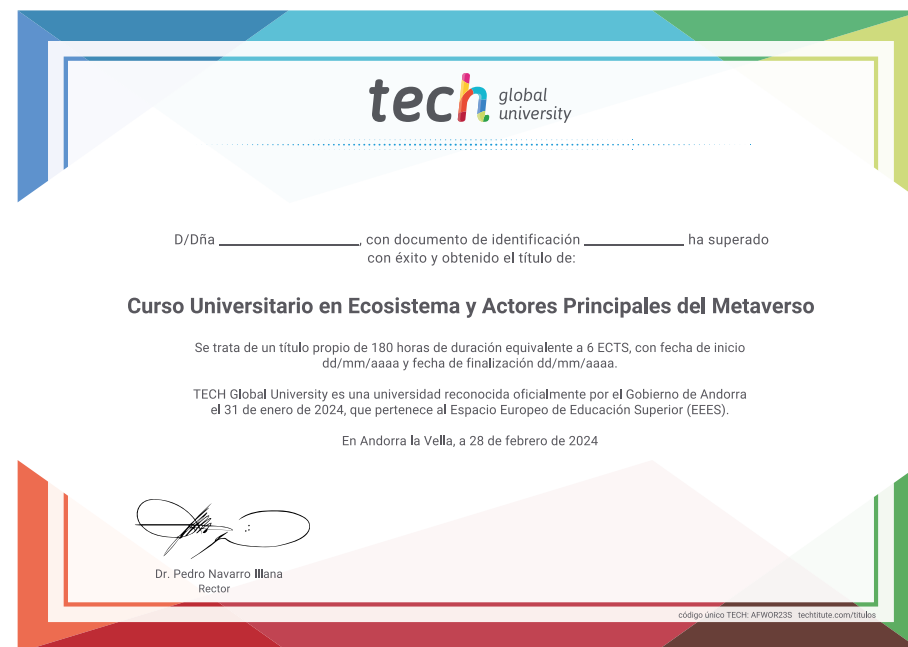 tech global university
D/Dña ____________________, con documento de identificación ______________ ha superado
con éxito y obtenido el título de:
Curso Universitario en Ecosistema y Actores Principales del Metaverso
Se trata de un título propio de 180 horas de duración equivalente a 6 ECTS, con fecha de inicio
dd/mm/aaaa y fecha de finalización dd/mm/aaaa.
TECH Global University es una universidad reconocida oficialmente por el Gobierno de Andorra
el 31 de enero de 2024, que pertenece al Espacio Europeo de Educación Superior (EEES).
En Andorra la Vella, a 28 de febrero de 2024
Dr. Pedro Navarro Illana
Rector
código único TECH: AFWOR23S techtitute.com/titulos